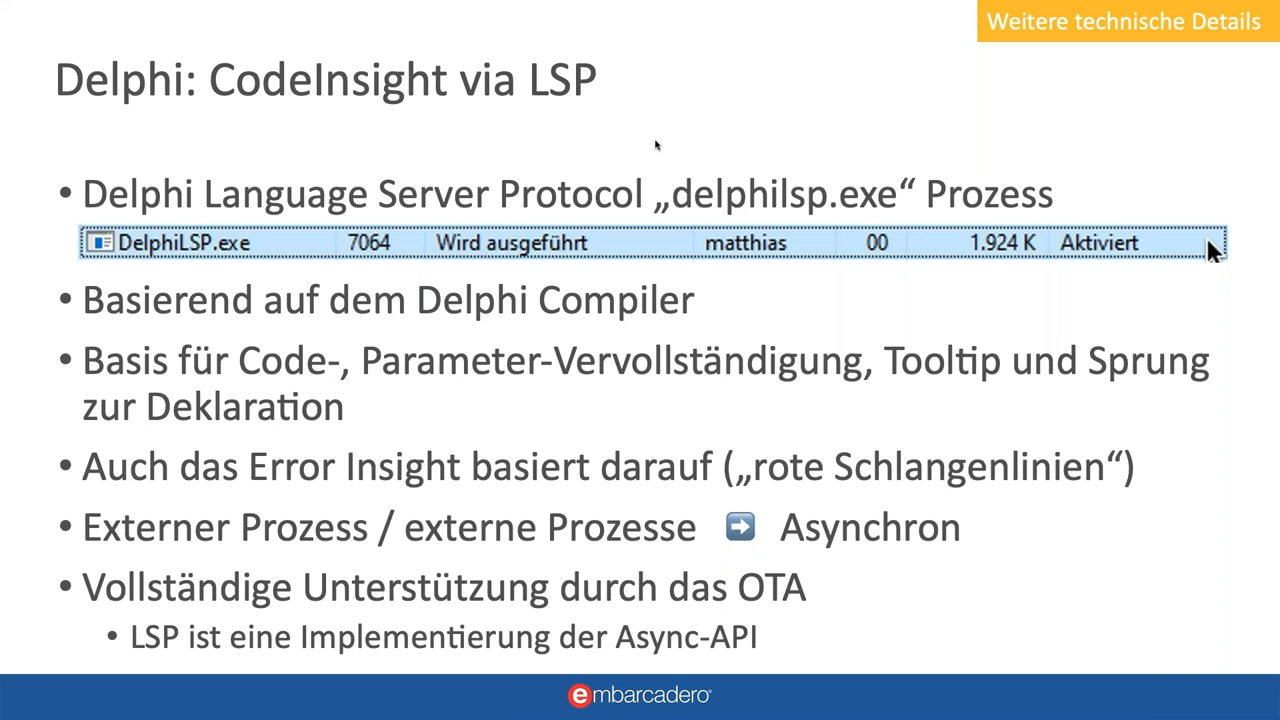 Weitere technische Details
Delphi: CodeInsight via LSP
• Delphi Language Server Protocol „delphilsp.exe“ Prozess
DelphiLSP.exe 7064 Wird ausgeführt matthias 00 1.924 K Aktiviert
• Basierend auf dem Delphi Compiler
• Basis für Code-, Parameter-Vervollständigung, Tooltip und Sprung
zur Deklaration
• Auch das Error Insight basiert darauf („rote Schlangenlinien“)
• Externer Prozess / externe Prozesse ➡ Asynchron
• Vollständige Unterstützung durch das OTA
• LSP ist eine Implementierung der Async-API
embarcadero®